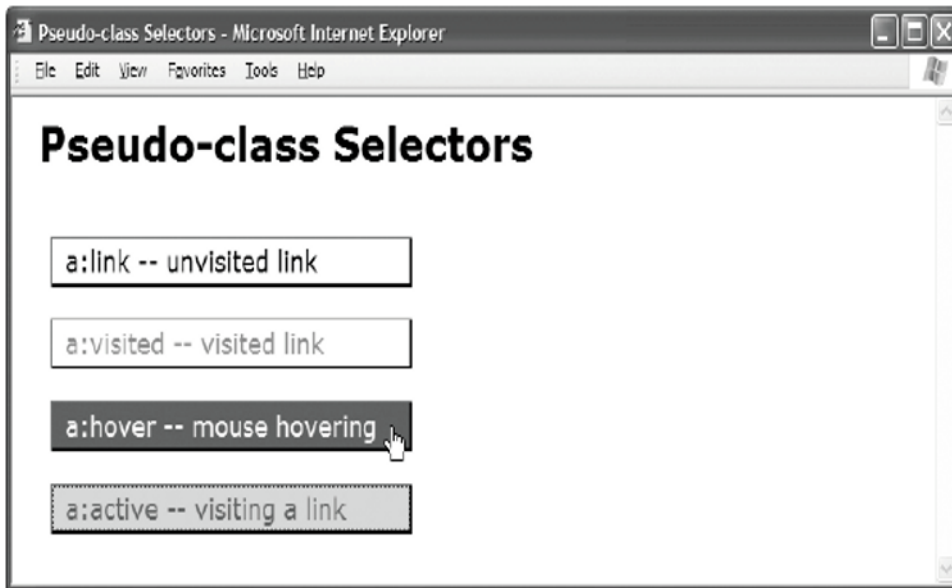 Pseudo-class Selectors - Microsoft Internet Explorer
File Edit View Favorites Tools Help
Pseudo-class Selectors
a:link -- unvisited link
a:visited -- visited link
a:hover -- mouse hovering
a:active -- visiting a link